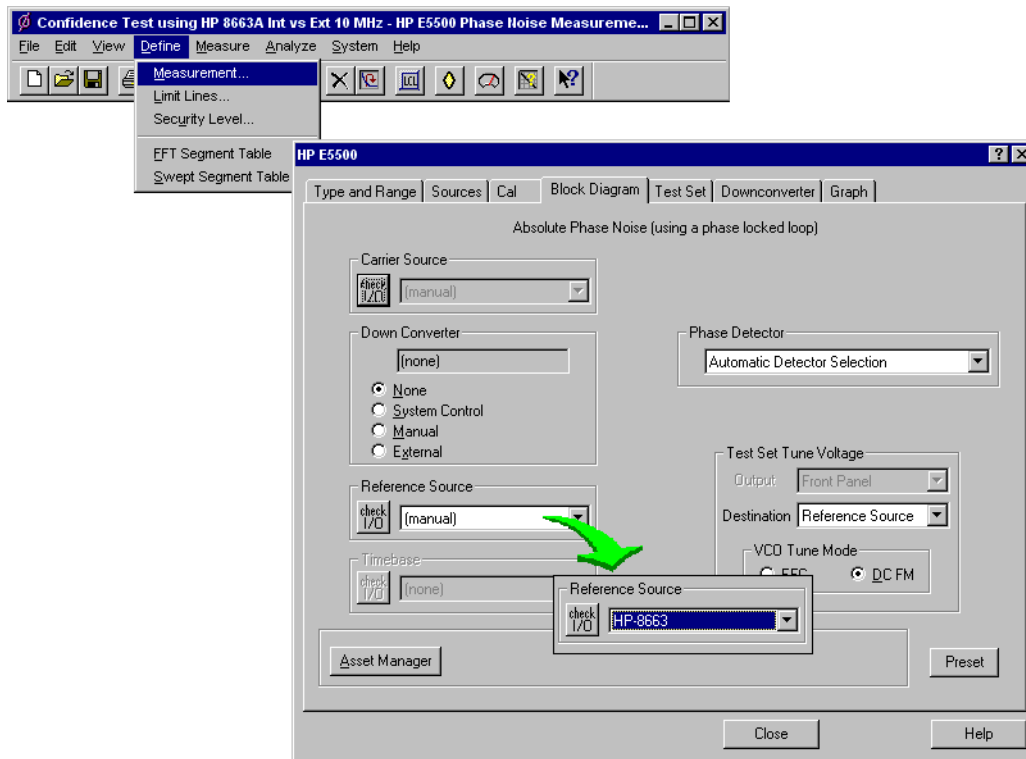 Confidence Test using HP 8663A Int vs Ext 10 MHz - HP E5500 Phase Noise Measureme...
File Edit View Define Measure Analyze System Help
LCL
Measurement...
Limit Lines...
Security Level...
FFT Segment Table
Swept Segment Table
HP E5500
Type and Range Sources Cal Block Diagram Test Set Downconverter Graph
Absolute Phase Noise (using a phase locked loop)
Carrier Source
check I/O (manual)
Down Converter
(none)
None
System Control
Manual
External
Phase Detector
Automatic Detector Selection
Reference Source
check I/O (manual)
Timebase
check I/O (none)
Test Set Tune Voltage
Output Front Panel
Destination Reference Source
VCO Tune Mode
DC FM
Reference Source
check I/O HP-8663
Asset Manager
Preset
Close Help